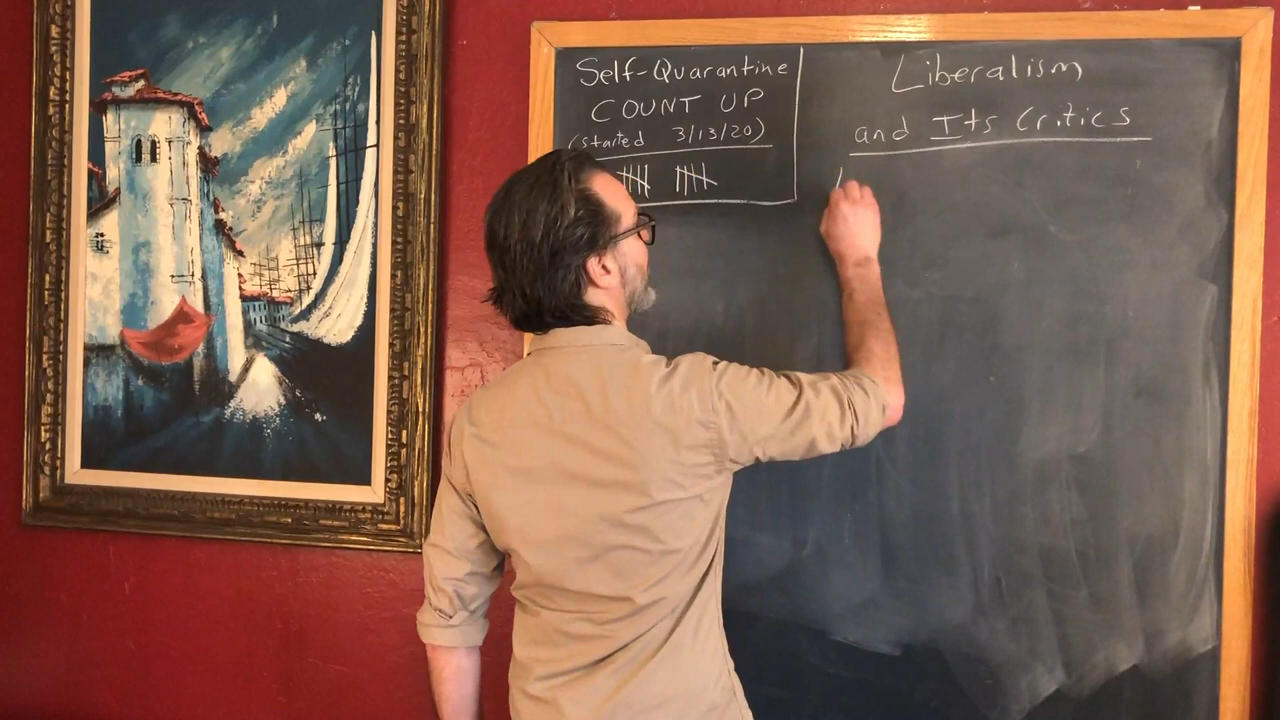 Self-Quarantine
COUNT UP
(started 3/13/20)
Liberalism
and Its Critics